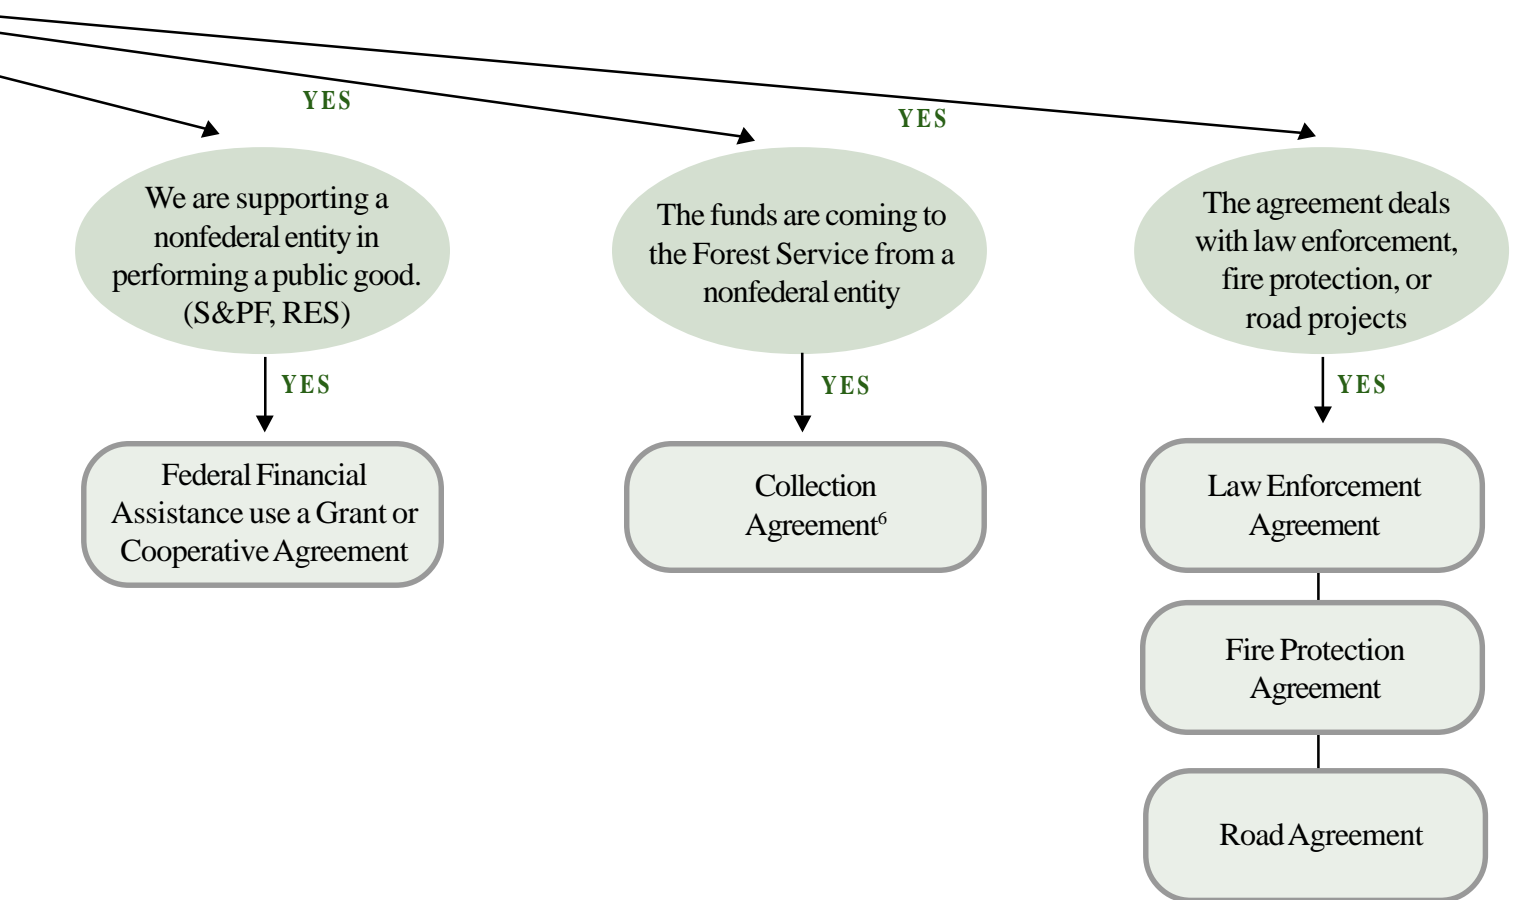 YES
YES
We are supporting a
nonfederal entity in
performing a public good.
(S&PF, RES)
The funds are coming to
the Forest Service from a
nonfederal entity
The agreement deals
with law enforcement,
fire protection, or
road projects
YES
YES
YES
Federal Financial
Assistance use a Grant or
Cooperative Agreement
Collection
Agreement⁶
Law Enforcement
Agreement
Fire Protection
Agreement
Road Agreement